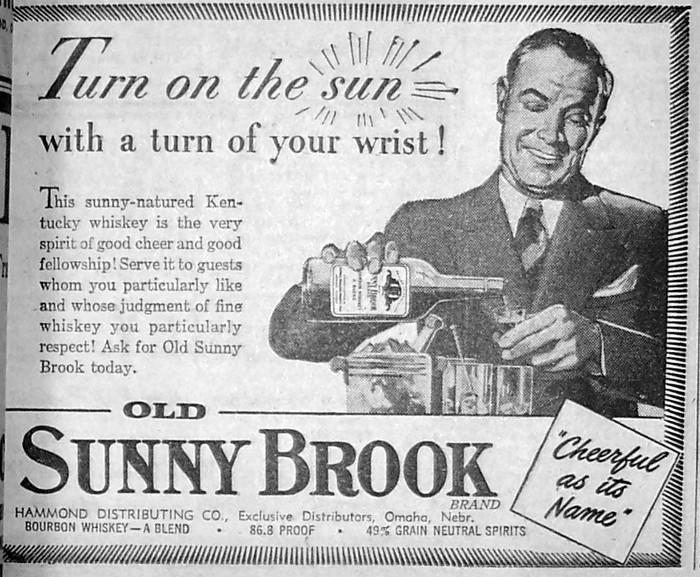 Turn on the sun
with a turn of your wrist!
This sunny-natured Ken-
tucky whiskey is the very
spirit of good cheer and good
fellowship! Serve it to guests
whom you particularly like
and whose judgment of fine
whiskey you particularly
respect! Ask for Old Sunny
Brook today.
SUNNY BROOK
OLD
SUNNY BROOK
BRAND
"Cheerful
as its
Name"
HAMMOND DISTRIBUTING CO., Exclusive Distributors, Omaha, Nebr.
BOURBON WHISKEY—A BLEND • 86.8 PROOF • 49% GRAIN NEUTRAL SPIRITS